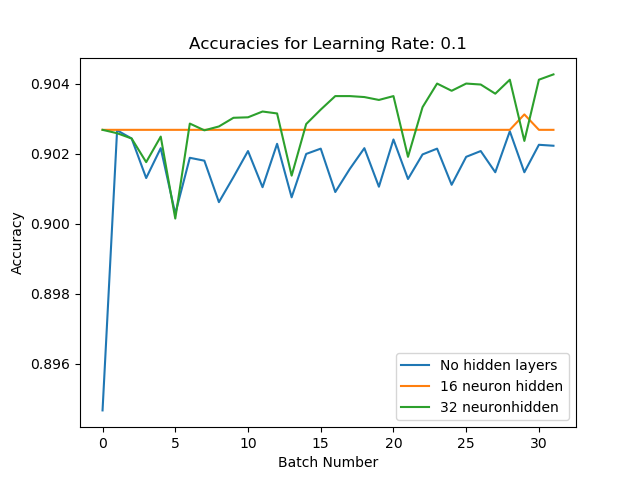 Accuracies for Learning Rate: 0.1
0.904
0.902
0.900
0.898
0.896
Accuracy
No hidden layers
16 neuron hidden
32 neuronhidden
0 5 10 15 20 25 30
Batch Number